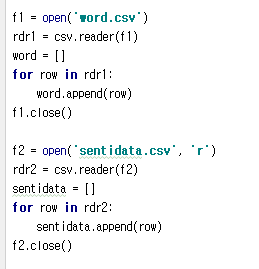 f1 = open('word.csv')
rdr1 = csv.reader(f1)
word = []
for row in rdr1:
    word.append(row)
f1.close()

f2 = open('sentidata.csv', 'r')
rdr2 = csv.reader(f2)
sentidata = []
for row in rdr2:
    sentidata.append(row)
f2.close()